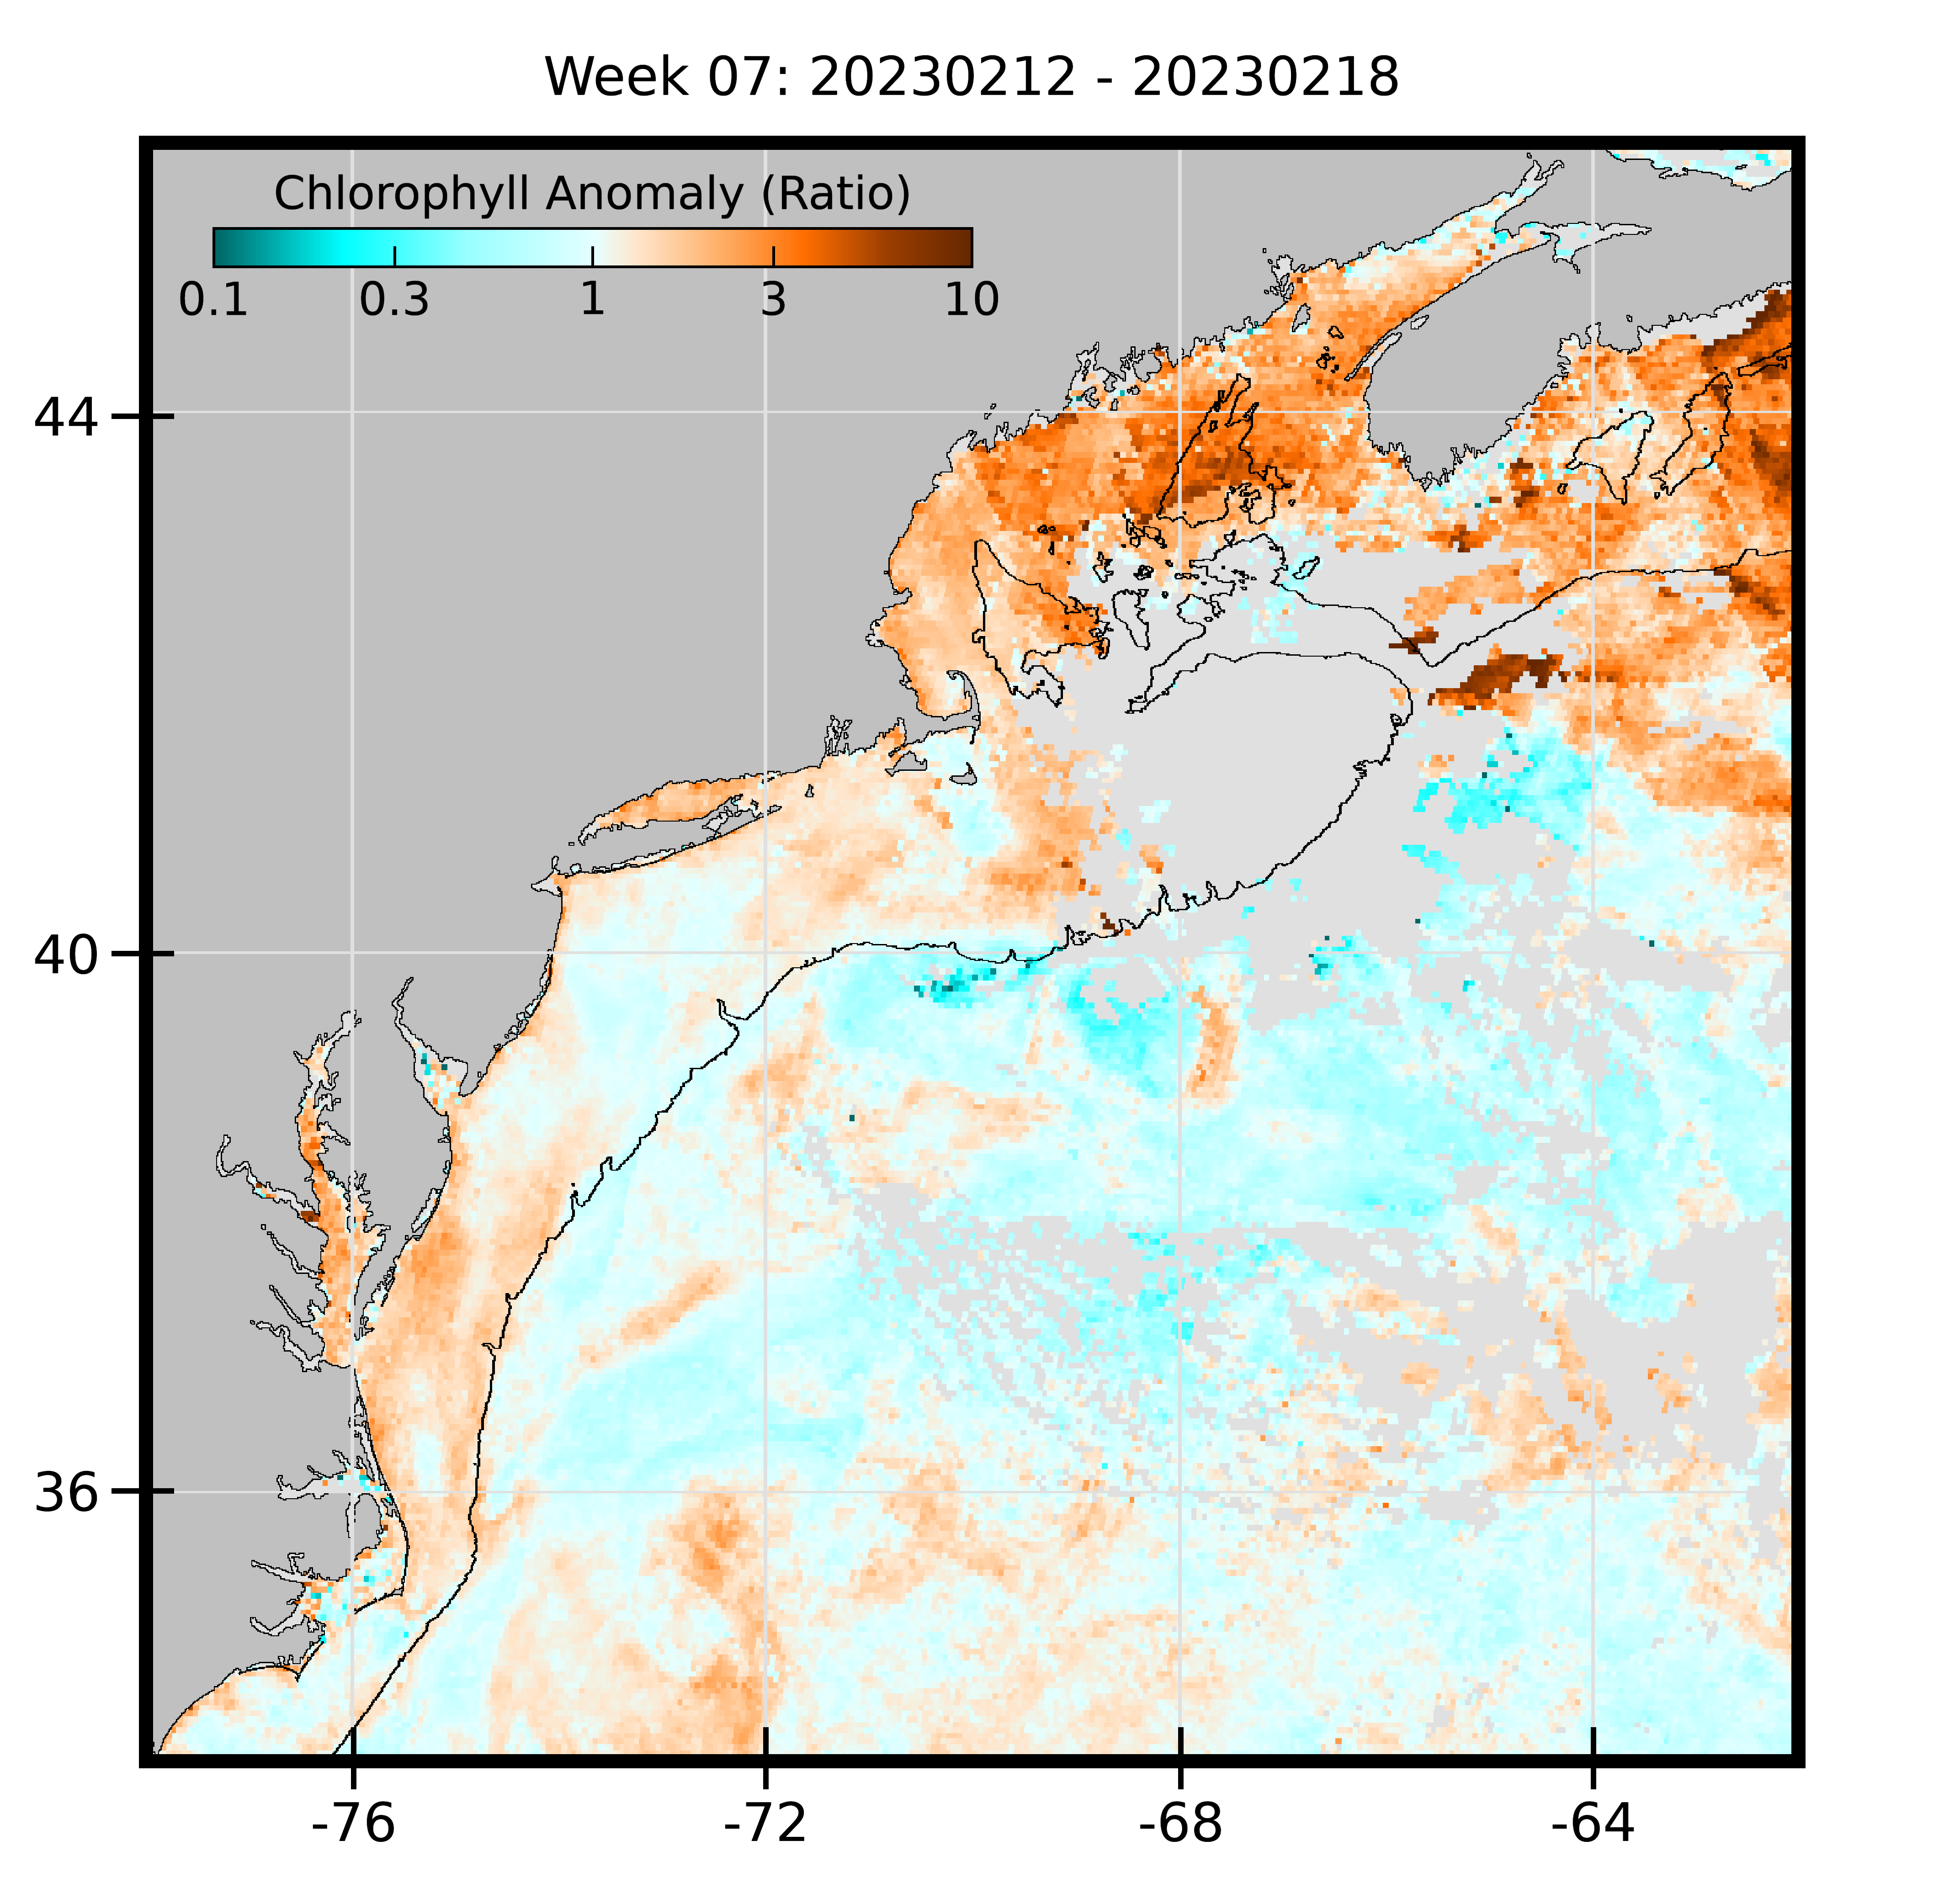 Week 07: 20230212 - 20230218
Chlorophyll Anomaly (Ratio)
0.1 0.3 1 3 10
44
40
36
-76 -72 -68 -64